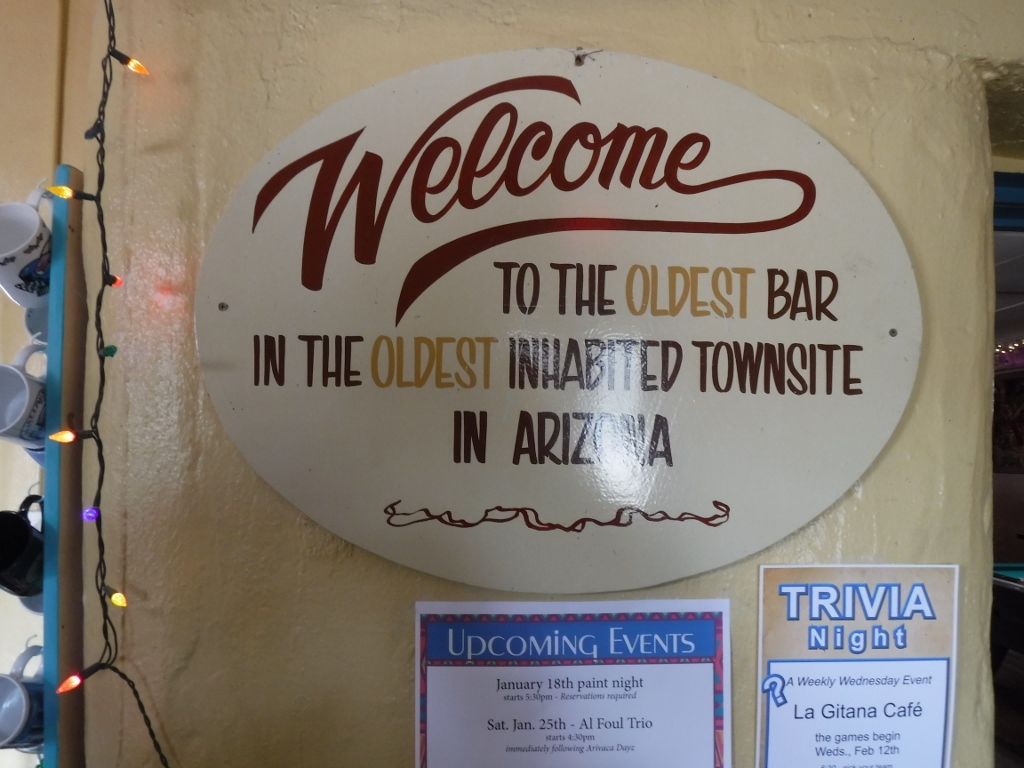 Welcome
TO THE OLDEST BAR
IN THE OLDEST INHABITED TOWNSITE
IN ARIZONA
UPCOMING EVENTS
January 18th paint night
starts 5:30pm - Reservations required
Sat. Jan. 25th - Al Foul Trio
starts 4:30pm
immediately following Arivaca Dayz
TRIVIA
Night
?
A Weekly Wednesday Event
La Gitana Café
the games begin
Weds., Feb 12th